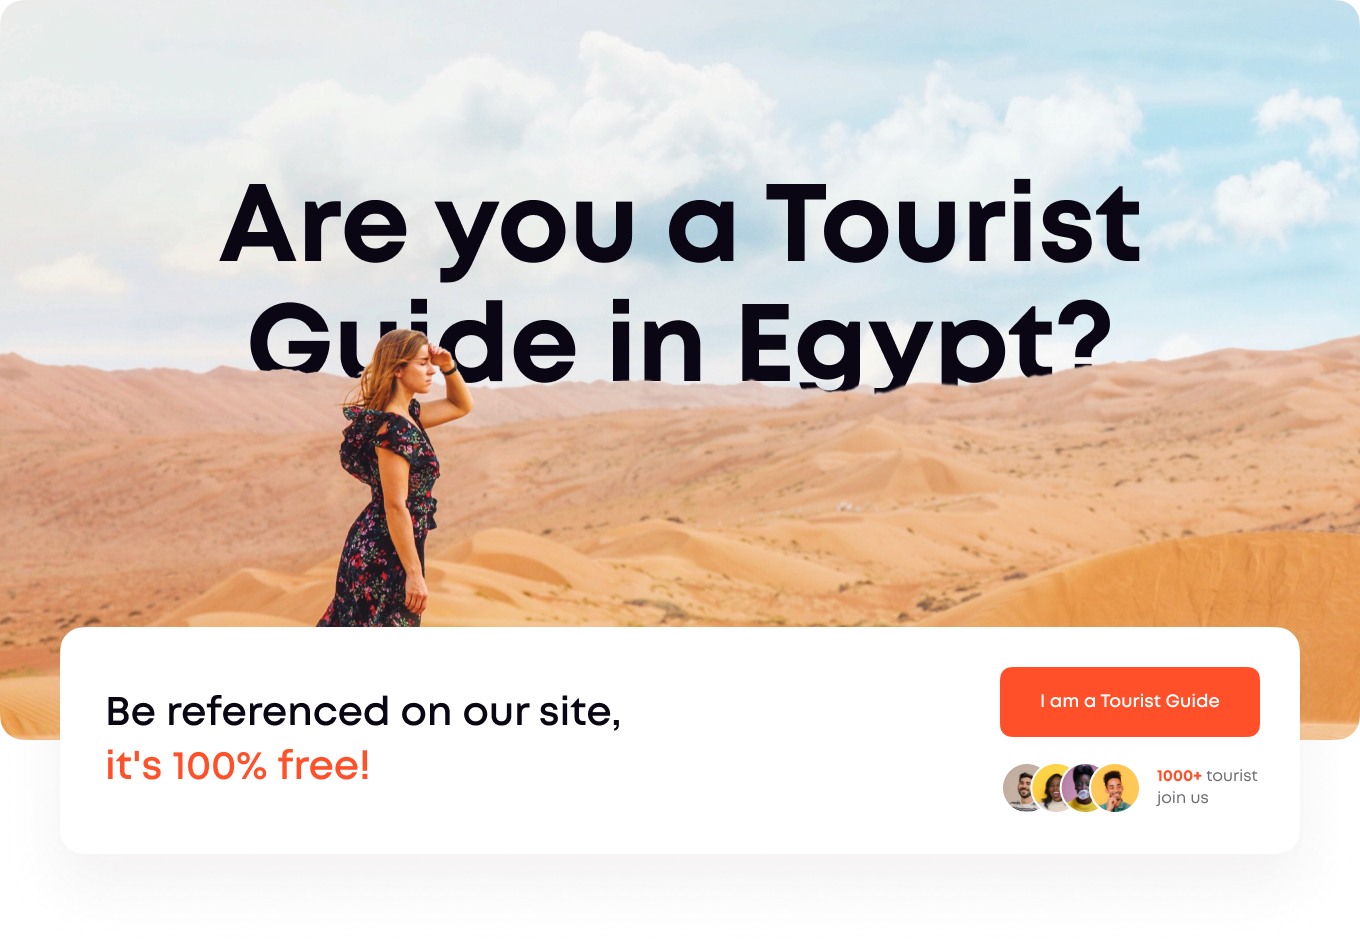 Are you a Tourist
Guide in Egypt?
Be referenced on our site,
it's 100% free!
I am a Tourist Guide
1000+ tourist
join us